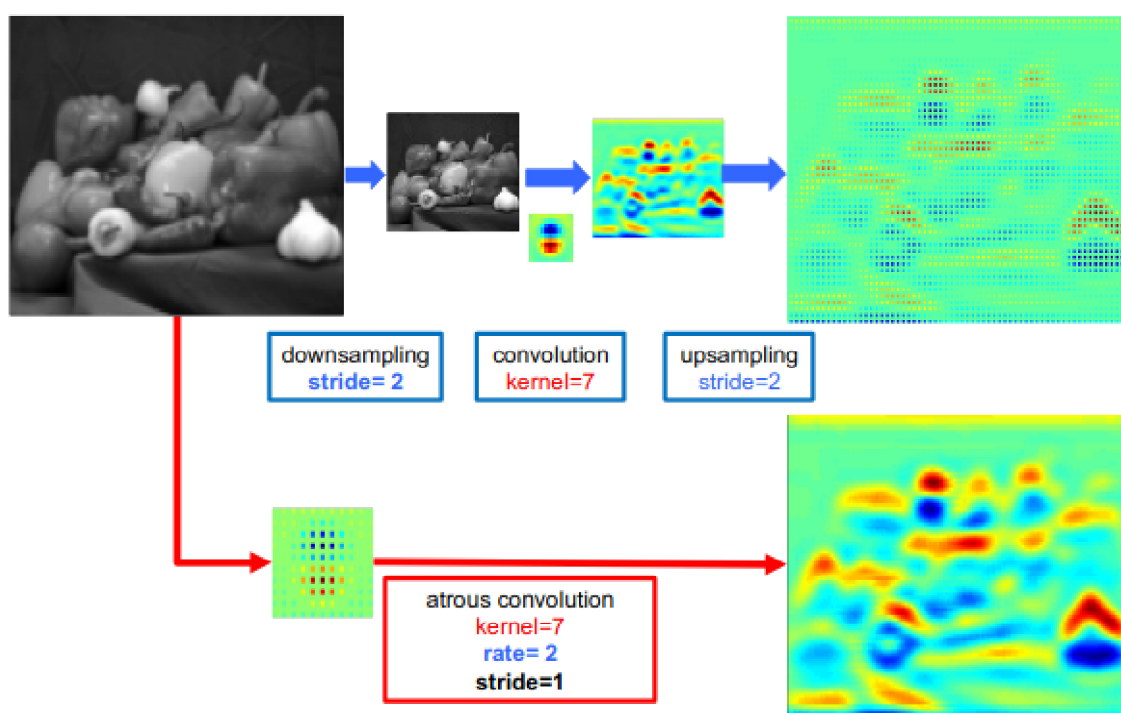 downsampling
stride= 2
convolution
kernel=7
upsampling
stride=2
atrous convolution
kernel=7
rate= 2
stride=1